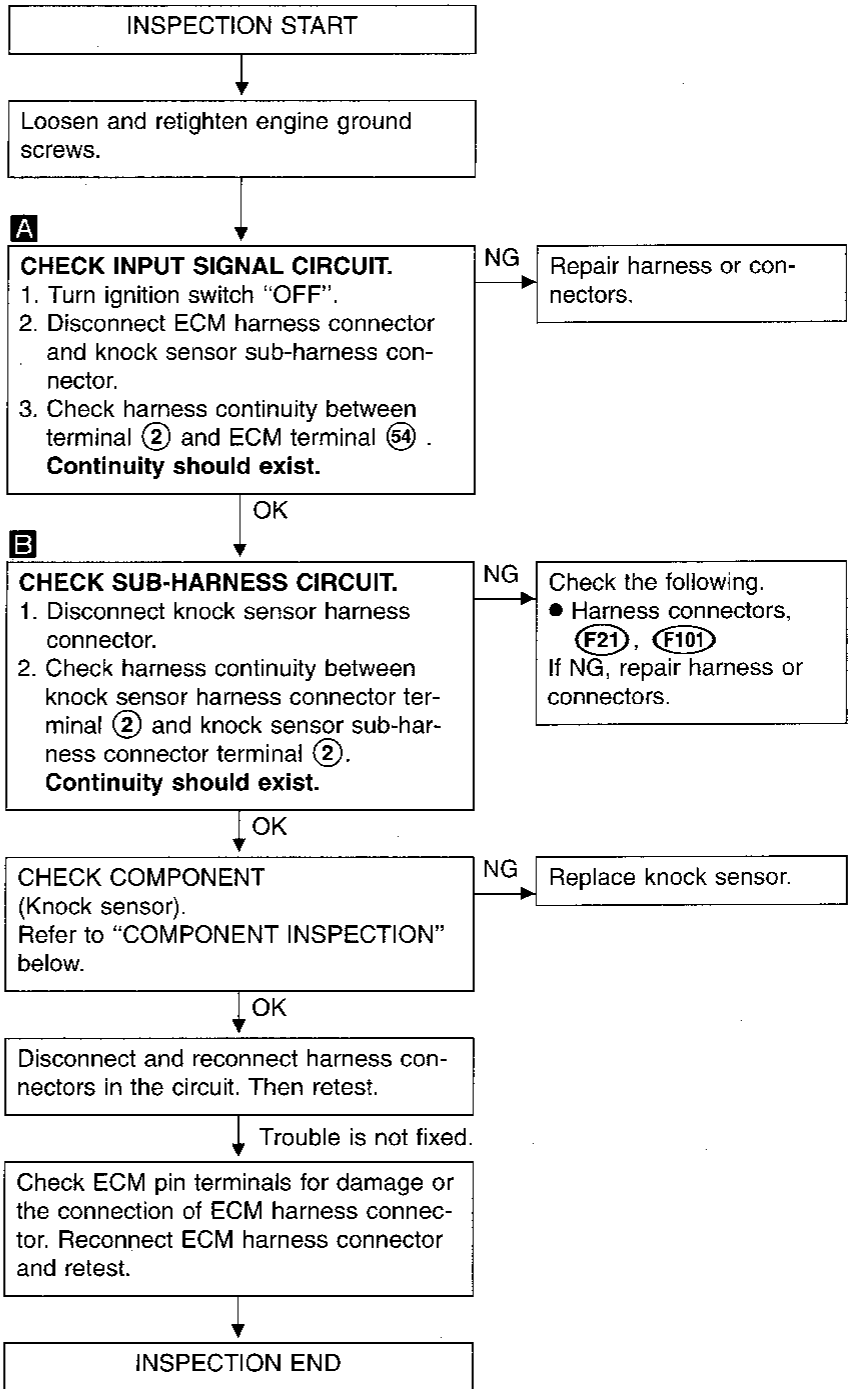 INSPECTION START
Loosen and retighten engine ground
screws.
A
CHECK INPUT SIGNAL CIRCUIT.
1. Turn ignition switch “OFF”.
2. Disconnect ECM harness connector
and knock sensor sub-harness con-
nector.
3. Check harness continuity between
terminal ② and ECM terminal 54 .
Continuity should exist.
NG
Repair harness or con-
nectors.
OK
B
CHECK SUB-HARNESS CIRCUIT.
1. Disconnect knock sensor harness
connector.
2. Check harness continuity between
knock sensor harness connector ter-
minal ② and knock sensor sub-har-
ness connector terminal ②.
Continuity should exist.
NG
Check the following.
● Harness connectors,
F21, F101
If NG, repair harness or
connectors.
OK
CHECK COMPONENT
(Knock sensor).
Refer to “COMPONENT INSPECTION”
below.
NG
Replace knock sensor.
OK
Disconnect and reconnect harness con-
nectors in the circuit. Then retest.
Trouble is not fixed.
Check ECM pin terminals for damage or
the connection of ECM harness connec-
tor. Reconnect ECM harness connector
and retest.
INSPECTION END